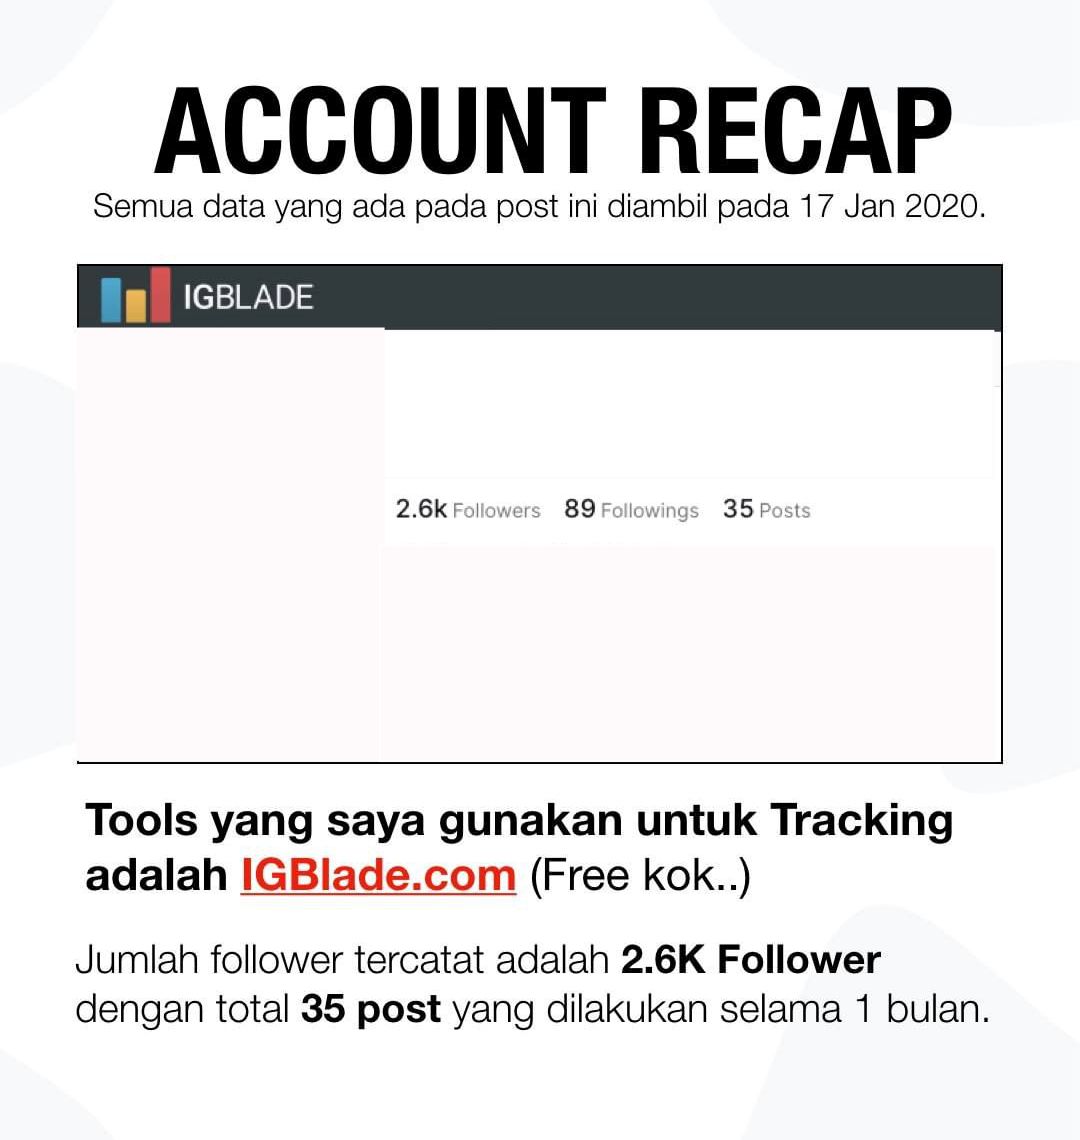 ACCOUNT RECAP
Semua data yang ada pada post ini diambil pada 17 Jan 2020.
IGBLADE
2.6k Followers 89 Followings 35 Posts
Tools yang saya gunakan untuk Tracking
adalah IGBlade.com (Free kok..)
Jumlah follower tercatat adalah 2.6K Follower
dengan total 35 post yang dilakukan selama 1 bulan.